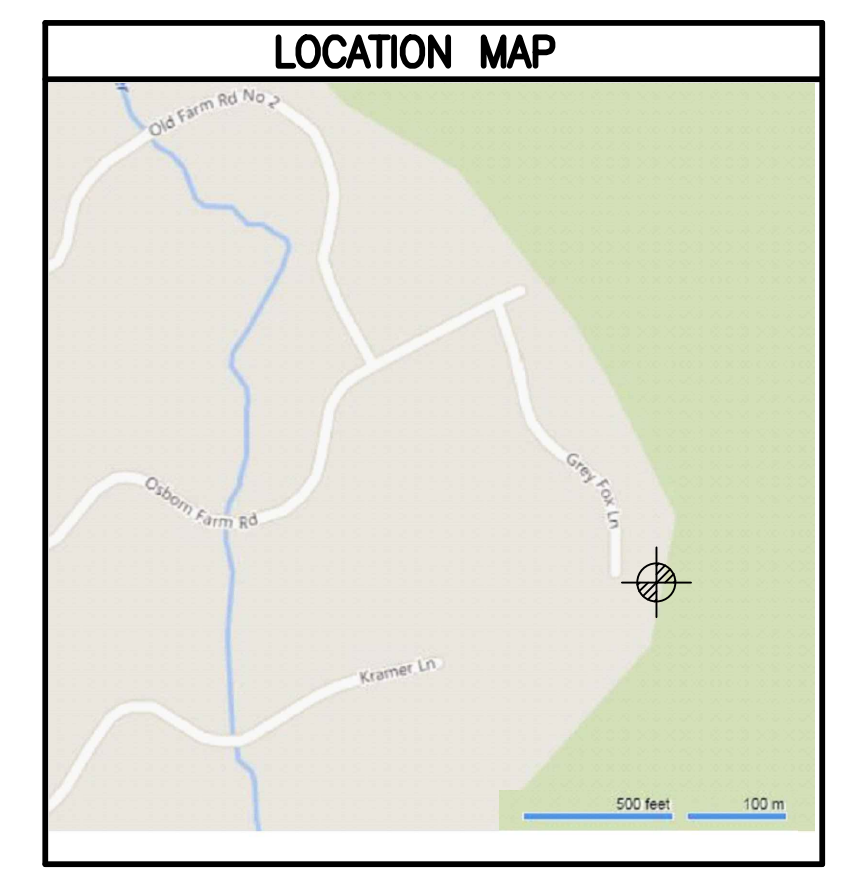 LOCATION MAP
Old Farm Rd No 2
Grey Fox Ln
Osborn Farm Rd
Kramer Ln
500 feet
100 m